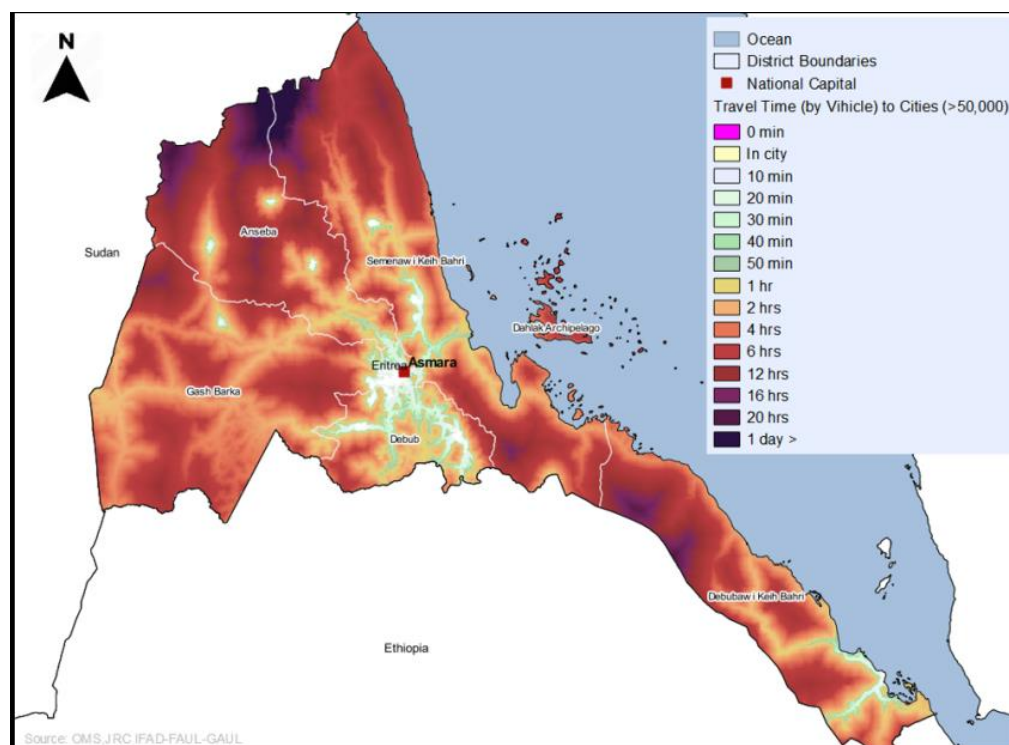 N
Ocean
District Boundaries
National Capital
Travel Time (by Vihicle) to Cities (>50,000)
0 min
In city
10 min
20 min
30 min
40 min
50 min
1 hr
2 hrs
4 hrs
6 hrs
12 hrs
16 hrs
20 hrs
1 day >
Anseba
Sudan
Semenawi Keih Bahri
Dahlak Archipelago
Eritrea
Asmara
Gash Barka
Debub
Debubawi Keih Bahri
Ethiopia
Source: OMS,JRC IFAD-FAUL-GAUL